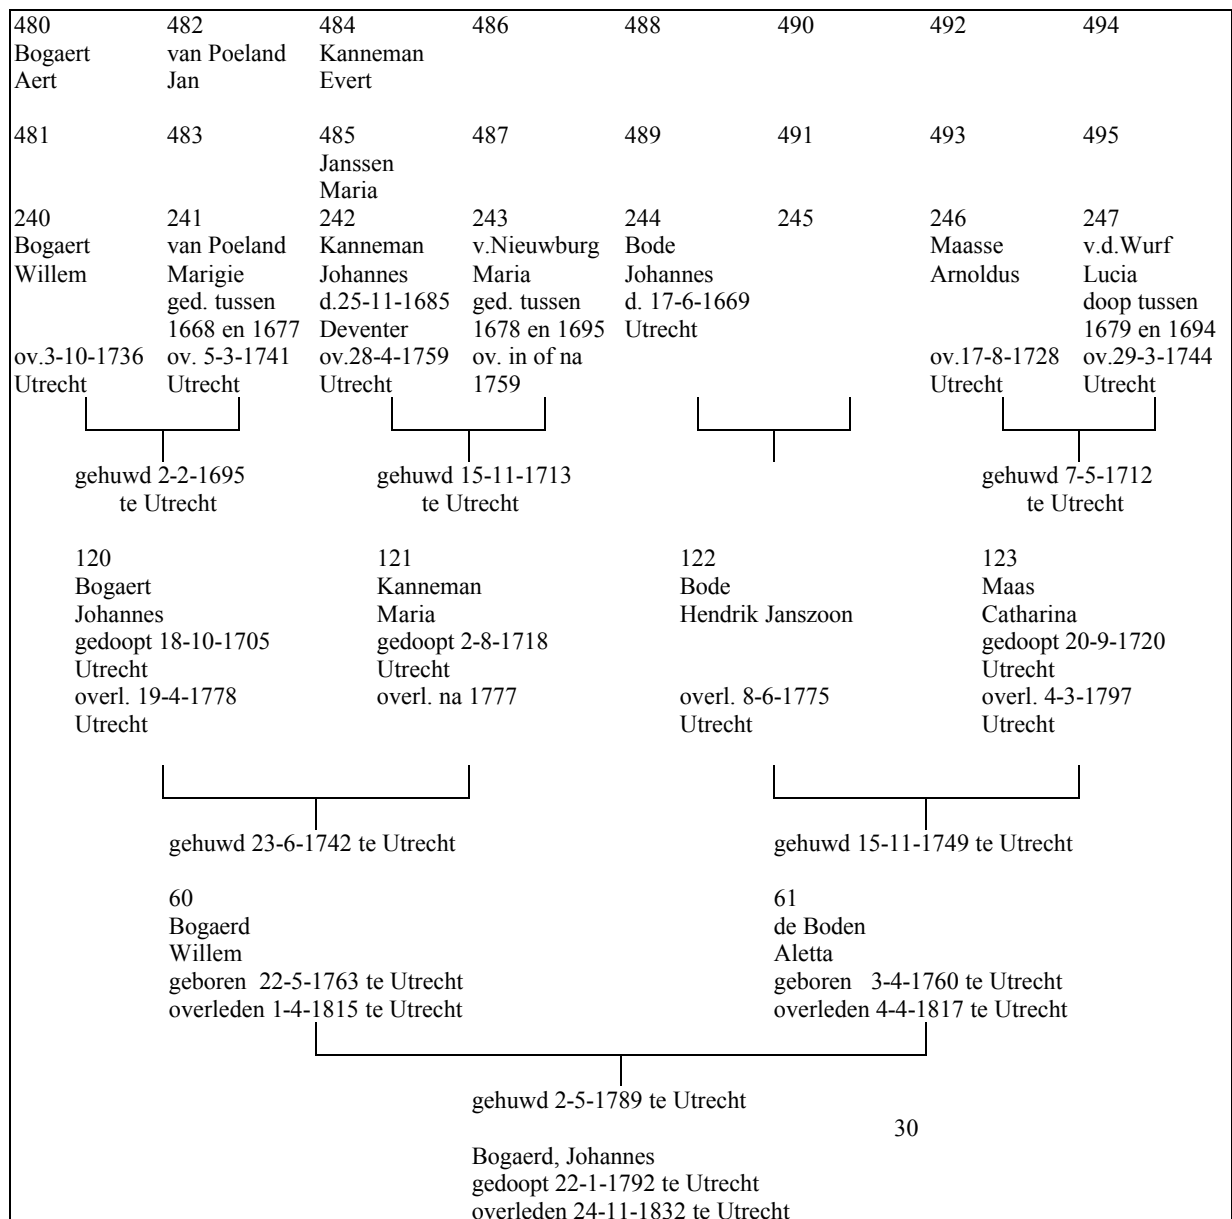 480 482 484 486 488 490 492 494
Bogaert van Poeland Kanneman
Aert Jan Evert
481 483 485 487 489 491 493 495
Janssen
Maria
240 241 242 243 244 245 246 247
Bogaert van Poeland Kanneman v.Nieuwburg Bode Maasse v.d.Wurf
Willem Marigie Johannes Maria Johannes Arnoldus Lucia
ged. tussen d.25-11-1685 ged. tussen d. 17-6-1669 doop tussen
1668 en 1677 Deventer 1678 en 1695 Utrecht 1679 en 1694
ov.3-10-1736 ov. 5-3-1741 ov.28-4-1759 ov. in of na ov.17-8-1728 ov.29-3-1744
Utrecht Utrecht Utrecht 1759 Utrecht Utrecht
gehuwd 2-2-1695 gehuwd 15-11-1713 gehuwd 7-5-1712
te Utrecht te Utrecht te Utrecht
120 121 122 123
Bogaert Kanneman Bode Maas
Johannes Maria Hendrik Janszoon Catharina
gedoopt 18-10-1705 gedoopt 2-8-1718 gedoopt 20-9-1720
Utrecht Utrecht Utrecht
overl. 19-4-1778 overl. na 1777 overl. 8-6-1775 overl. 4-3-1797
Utrecht Utrecht Utrecht
gehuwd 23-6-1742 te Utrecht gehuwd 15-11-1749 te Utrecht
60 61
Bogaerd de Boden
Willem Aletta
geboren 22-5-1763 te Utrecht geboren 3-4-1760 te Utrecht
overleden 1-4-1815 te Utrecht overleden 4-4-1817 te Utrecht
gehuwd 2-5-1789 te Utrecht
30
Bogaerd, Johannes
gedoopt 22-1-1792 te Utrecht
overleden 24-11-1832 te Utrecht